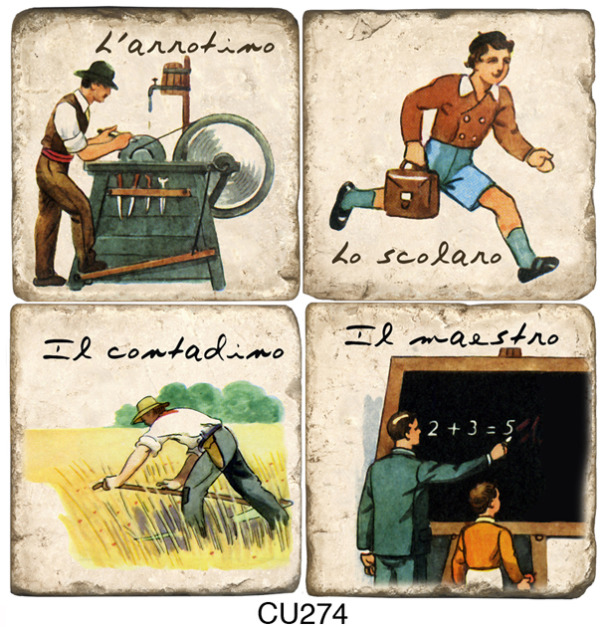 L'arrotino
Lo scolaro
Il contadino
Il maestro
2 + 3 = 5
CU274